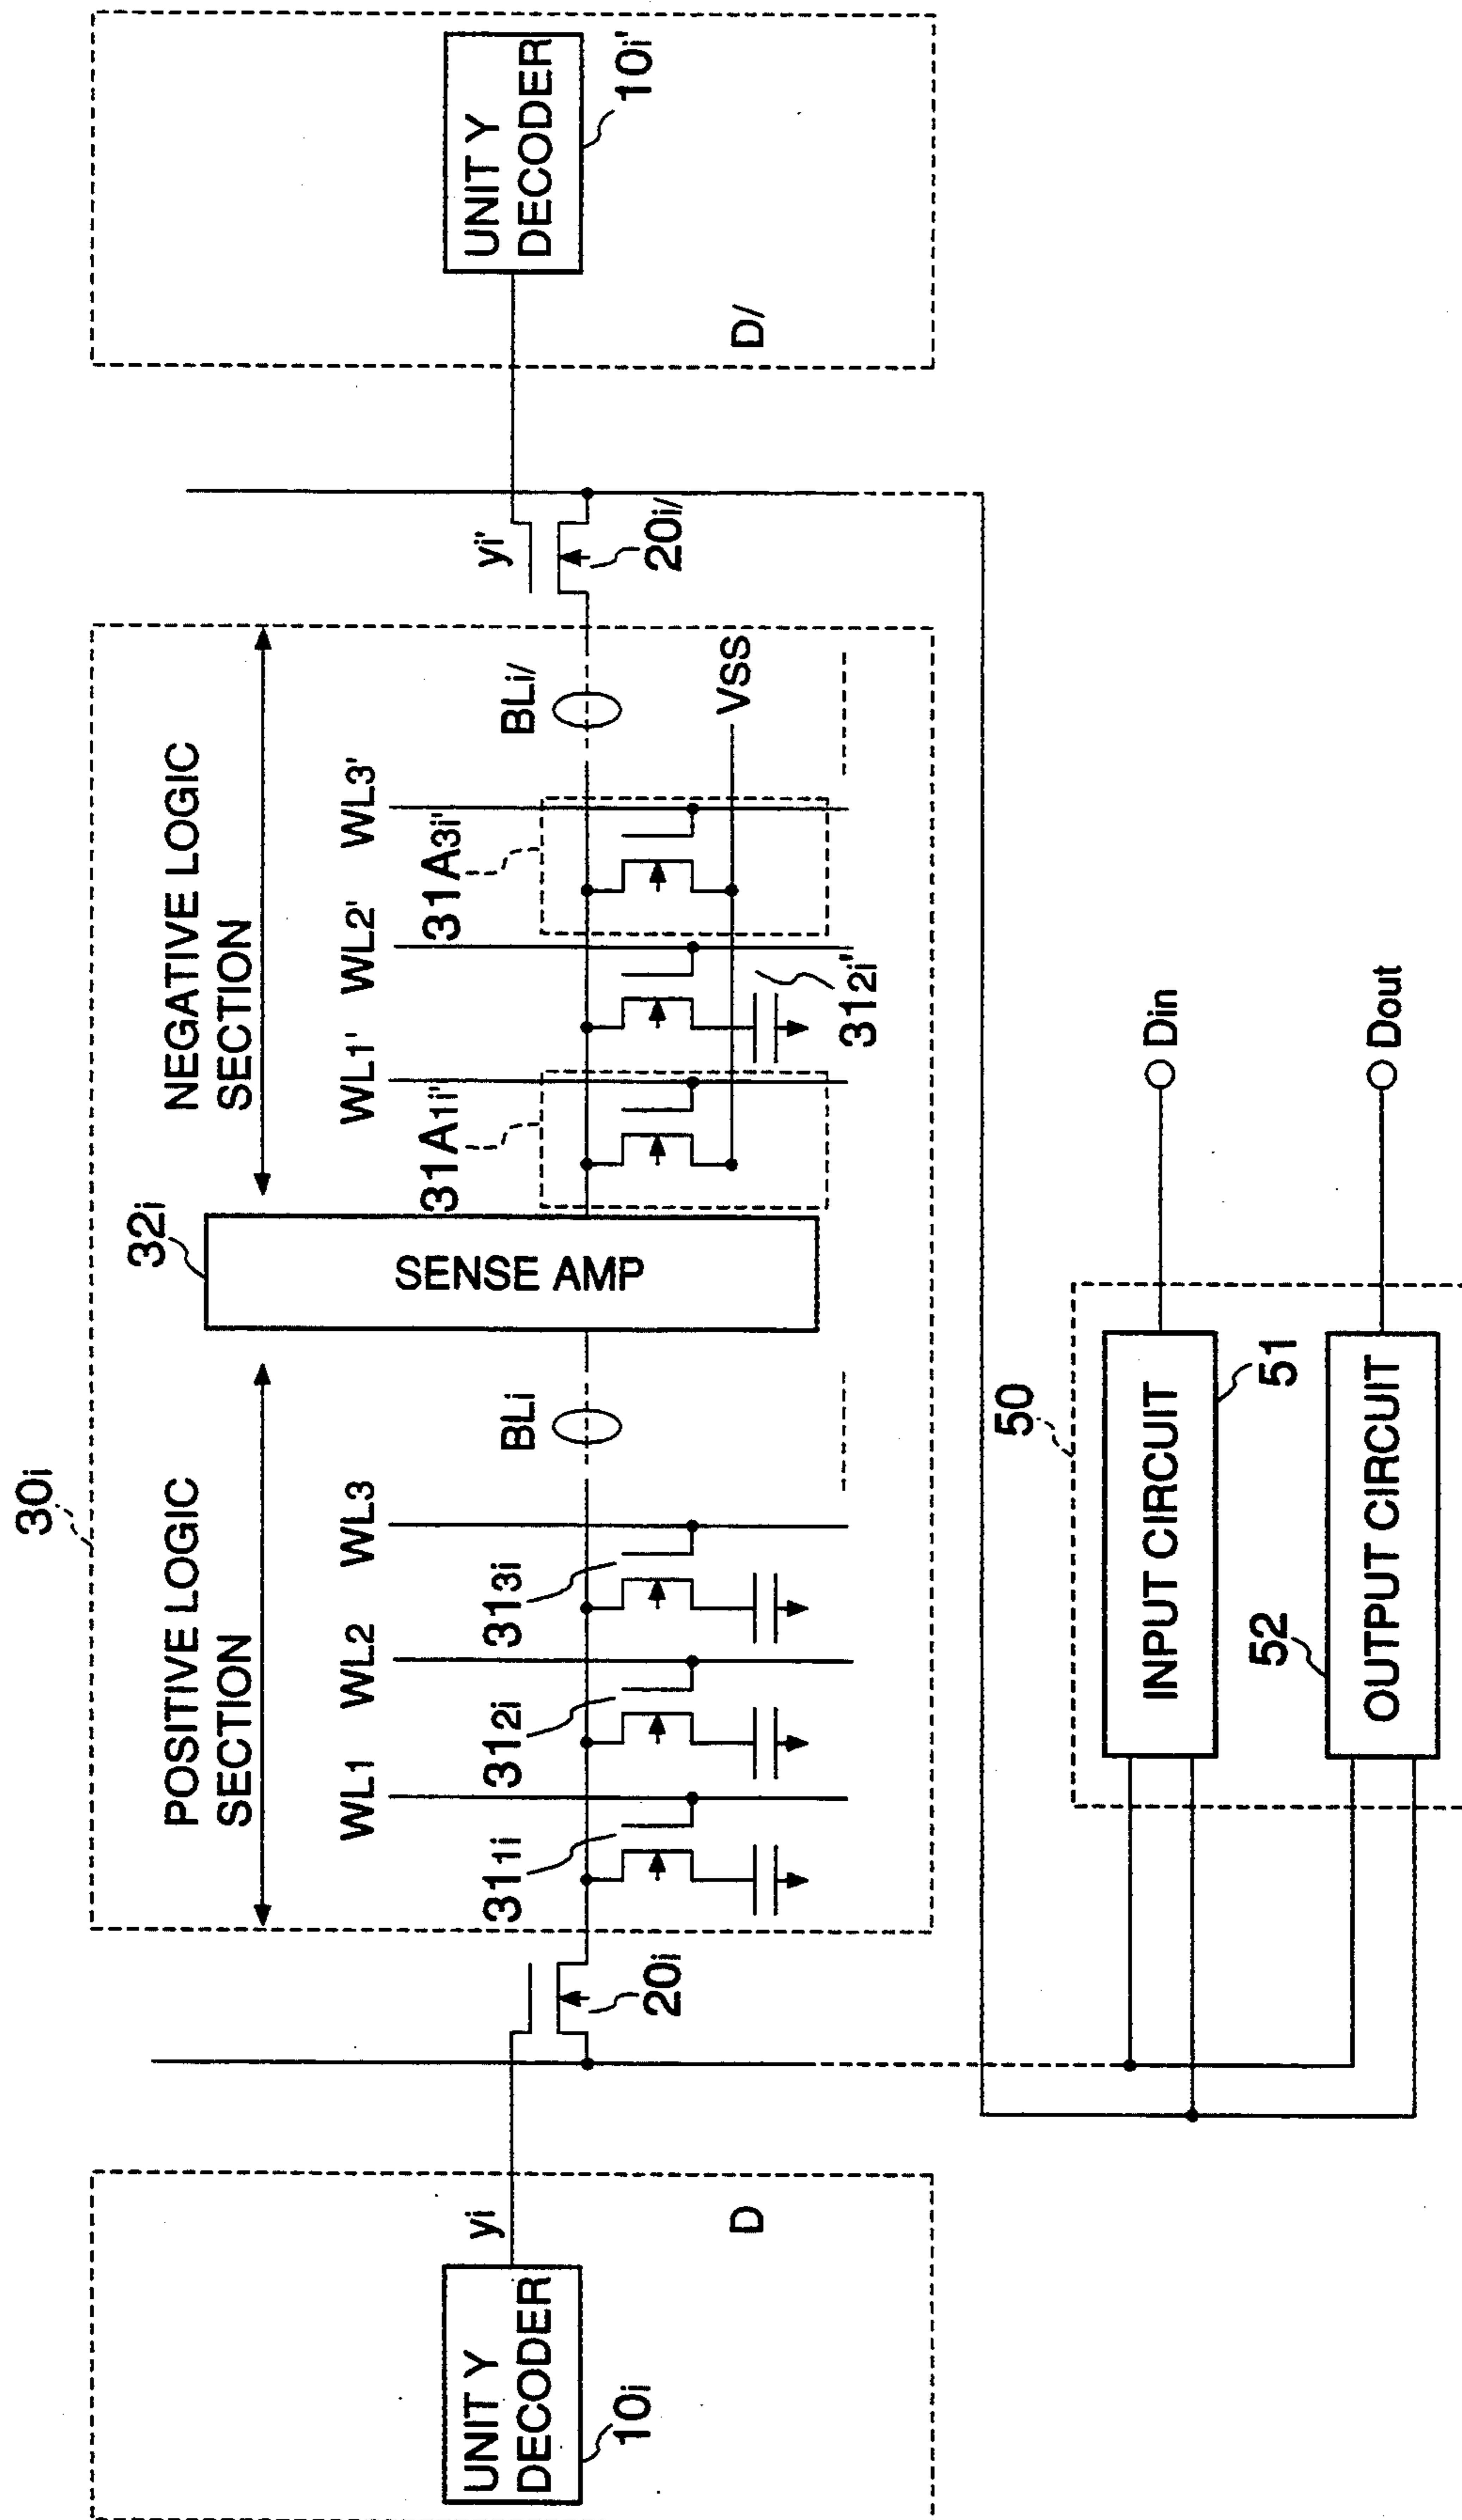 30i
POSITIVE LOGIC
SECTION
NEGATIVE LOGIC
SECTION
32i
WL1
WL2
WL3
WL1'
WL2'
WL3'
311i
312i
313i
31A1i'
31A3i'
BLi
BLi/
SENSE AMP
UNIT Y
DECODER
yi
yi'
UNIT Y
DECODER
10i
10i'
20i
20i/
VSS
312i'
D
D/
50
INPUT CIRCUIT
51
Din
52
OUTPUT CIRCUIT
Dout